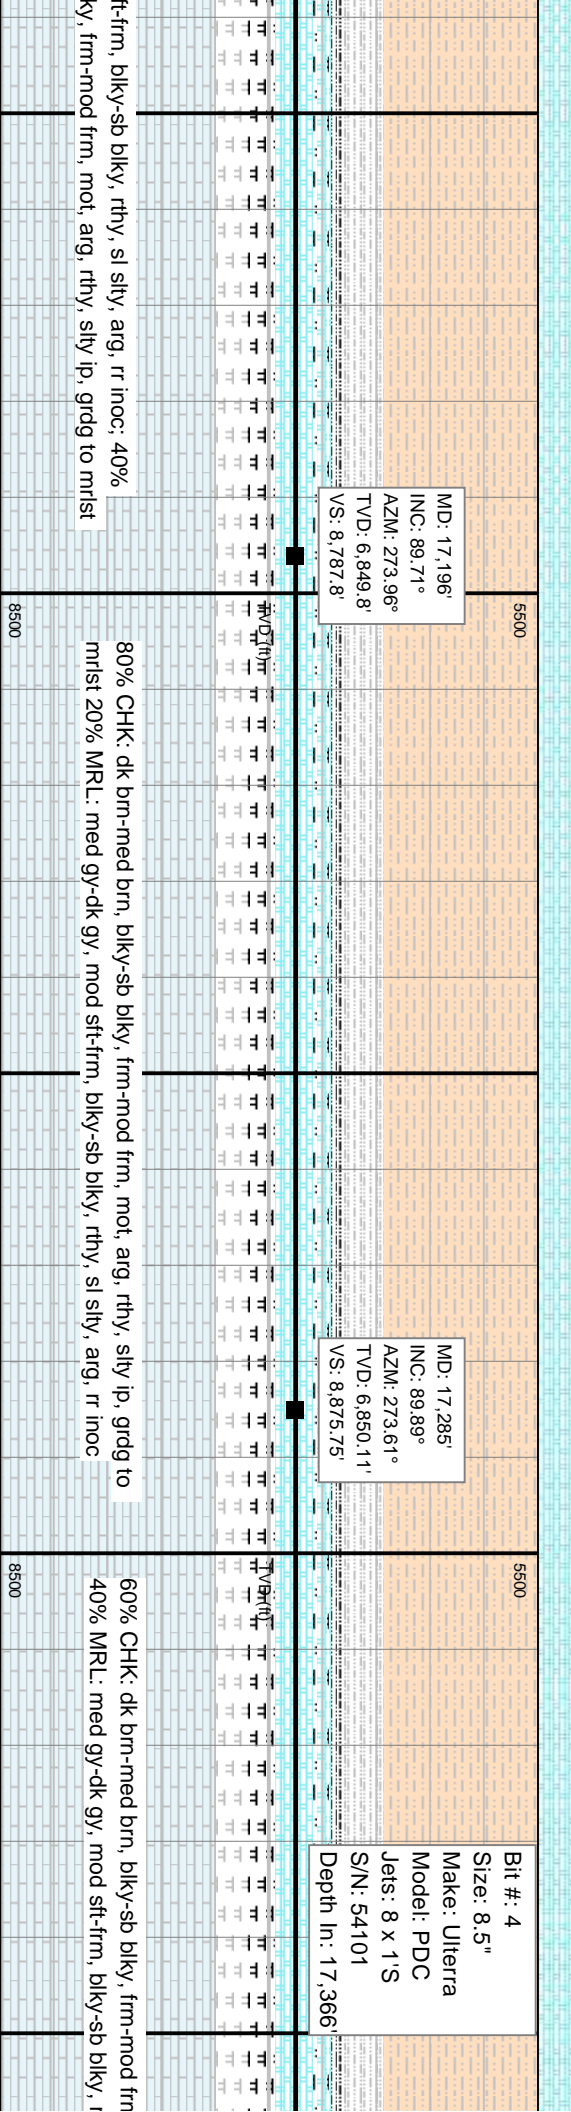 ft-frm, blky-sb blky, rthy, sl slty, arg, rr inoc; 40%
ky, frm-mod frm, mot, arg, rthy, slty ip, grdg to mrlst
MD: 17,196'
INC: 89.71°
AZM: 273.96°
TVD: 6,849.8'
VS: 8,787.8'
5500
TVD (ft)
8500
80% CHK: dk brn-med brn, blky-sb blky, frm-mod frm, mot, arg, rthy, slty ip, grdg to
mrlst 20% MRL: med gy-dk gy, mod sft-frm, blky-sb blky, rthy, sl slty, arg, rr inoc
MD: 17,285'
INC: 89.89°
AZM: 273.61°
TVD: 6,850.11'
VS: 8,875.75'
5500
TVD (ft)
8500
60% CHK: dk brn-med brn, blky-sb blky, frm-mod frm
40% MRL: med gy-dk gy, mod sft-frm, blky-sb blky, r
Bit #: 4
Size: 8.5"
Make: Ulterra
Model: PDC
Jets: 8 x 1'S
S/N: 54101
Depth In: 17,366'